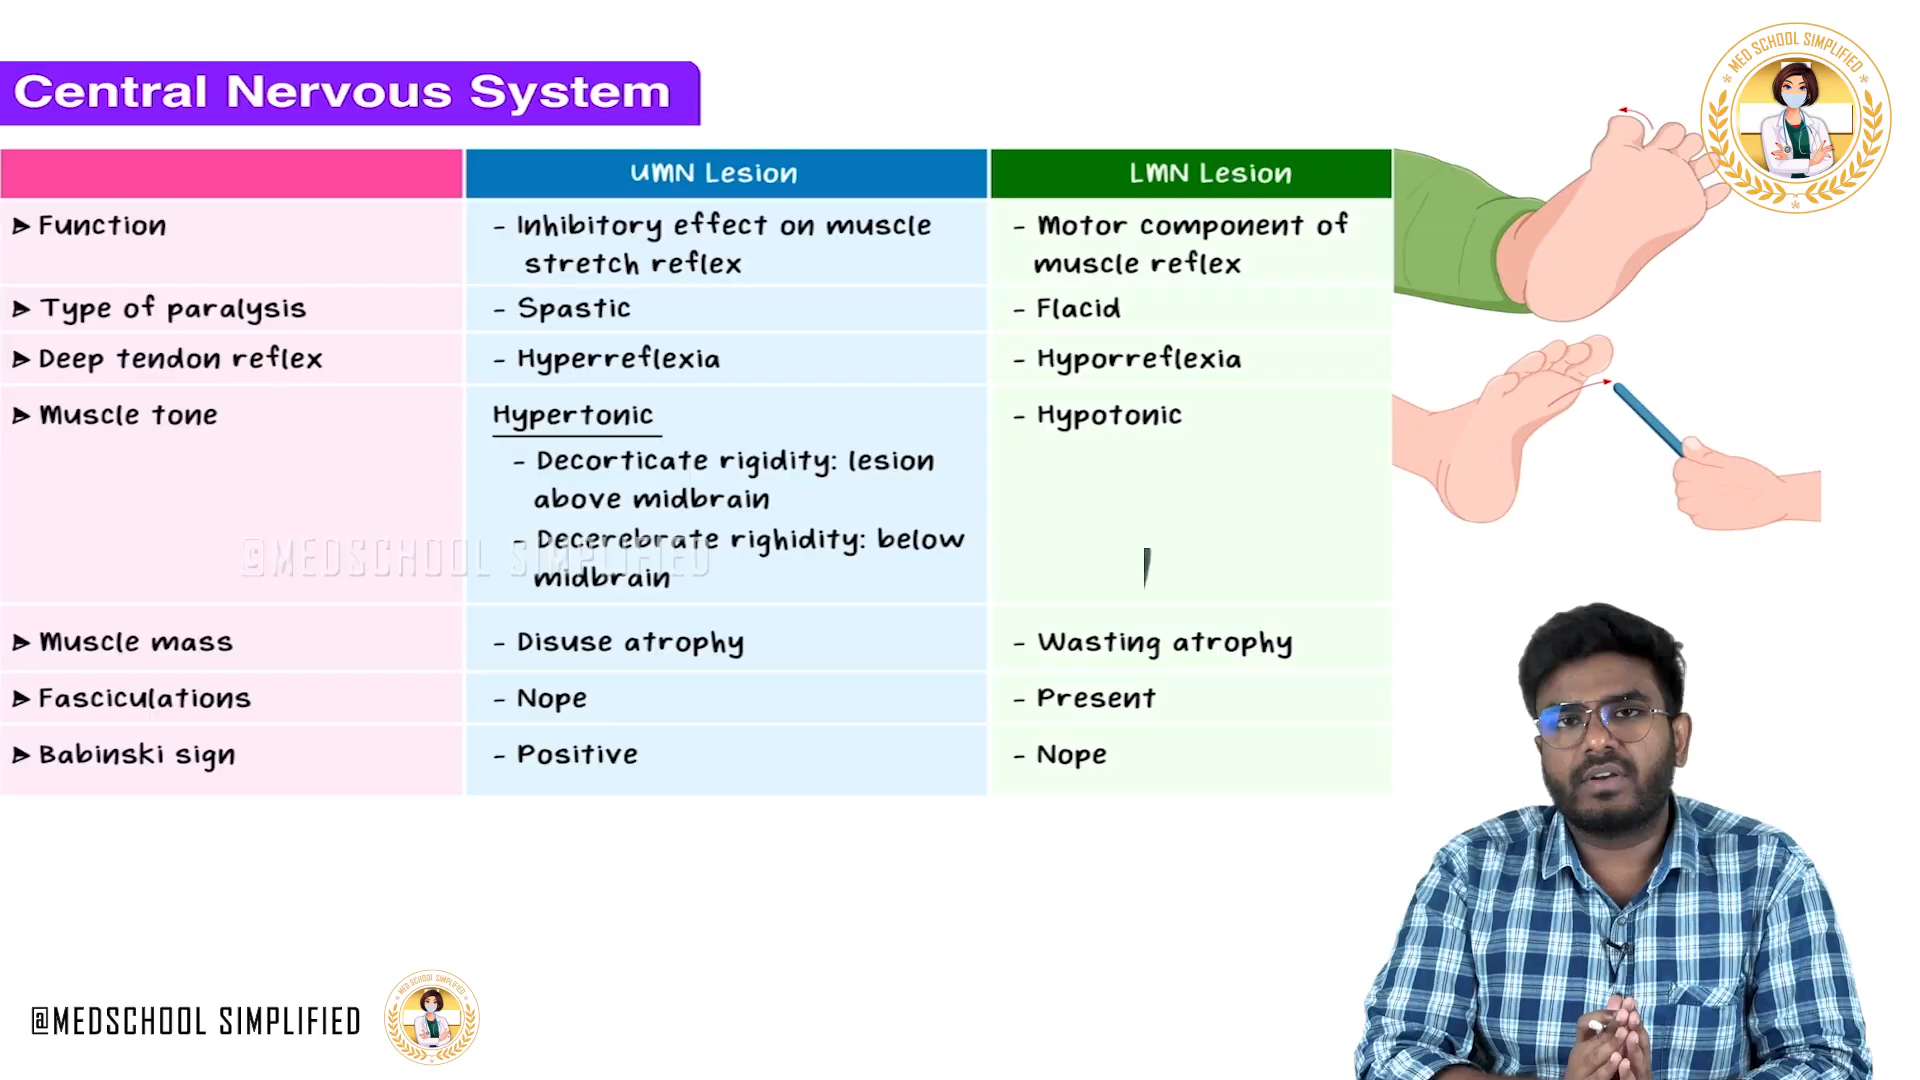 MED SCHOOL SIMPLIFIED
Central Nervous System
UMN Lesion
LMN Lesion
➤ Function
- Inhibitory effect on muscle
stretch reflex
- Motor component of
muscle reflex
➤ Type of paralysis
- Spastic
- Flacid
➤ Deep tendon reflex
- Hyperreflexia
- Hyporreflexia
➤ Muscle tone
Hypertonic
- Decorticate rigidity: lesion
above midbrain
- Decerebrate righidity: below
midbrain
- Hypotonic
@MEDSCHOOL SIMPLIFIED
➤ Muscle mass
- Disuse atrophy
- Wasting atrophy
➤ Fasciculations
- Nope
- Present
➤ Babinski sign
- Positive
- Nope
@MEDSCHOOL SIMPLIFIED
MED SCHOOL SIMPLIFIED